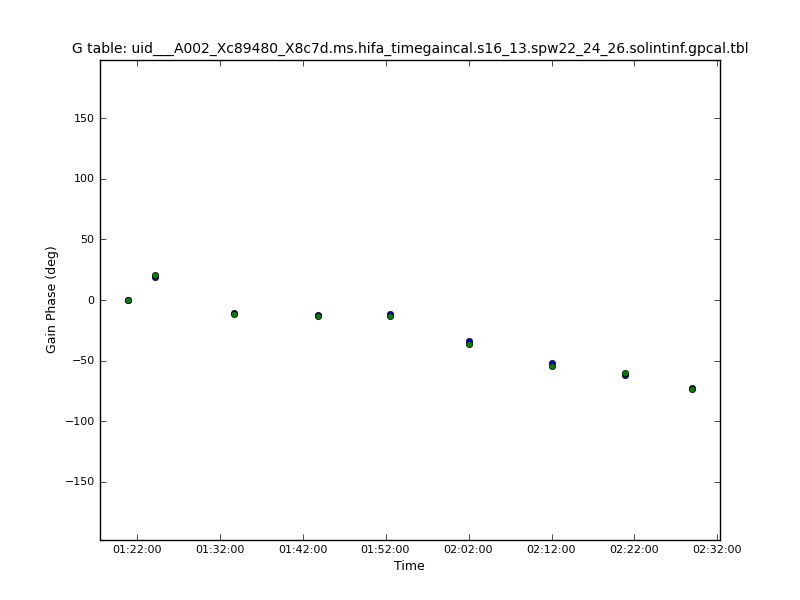 G table: uid___A002_Xc89480_X8c7d.ms.hifa_timegaincal.s16_13.spw22_24_26.solintinf.gpcal.tbl
150
100
50
0
−50
−100
−150
Gain Phase (deg)
01:22:00 01:32:00 01:42:00 01:52:00 02:02:00 02:12:00 02:22:00 02:32:00
Time